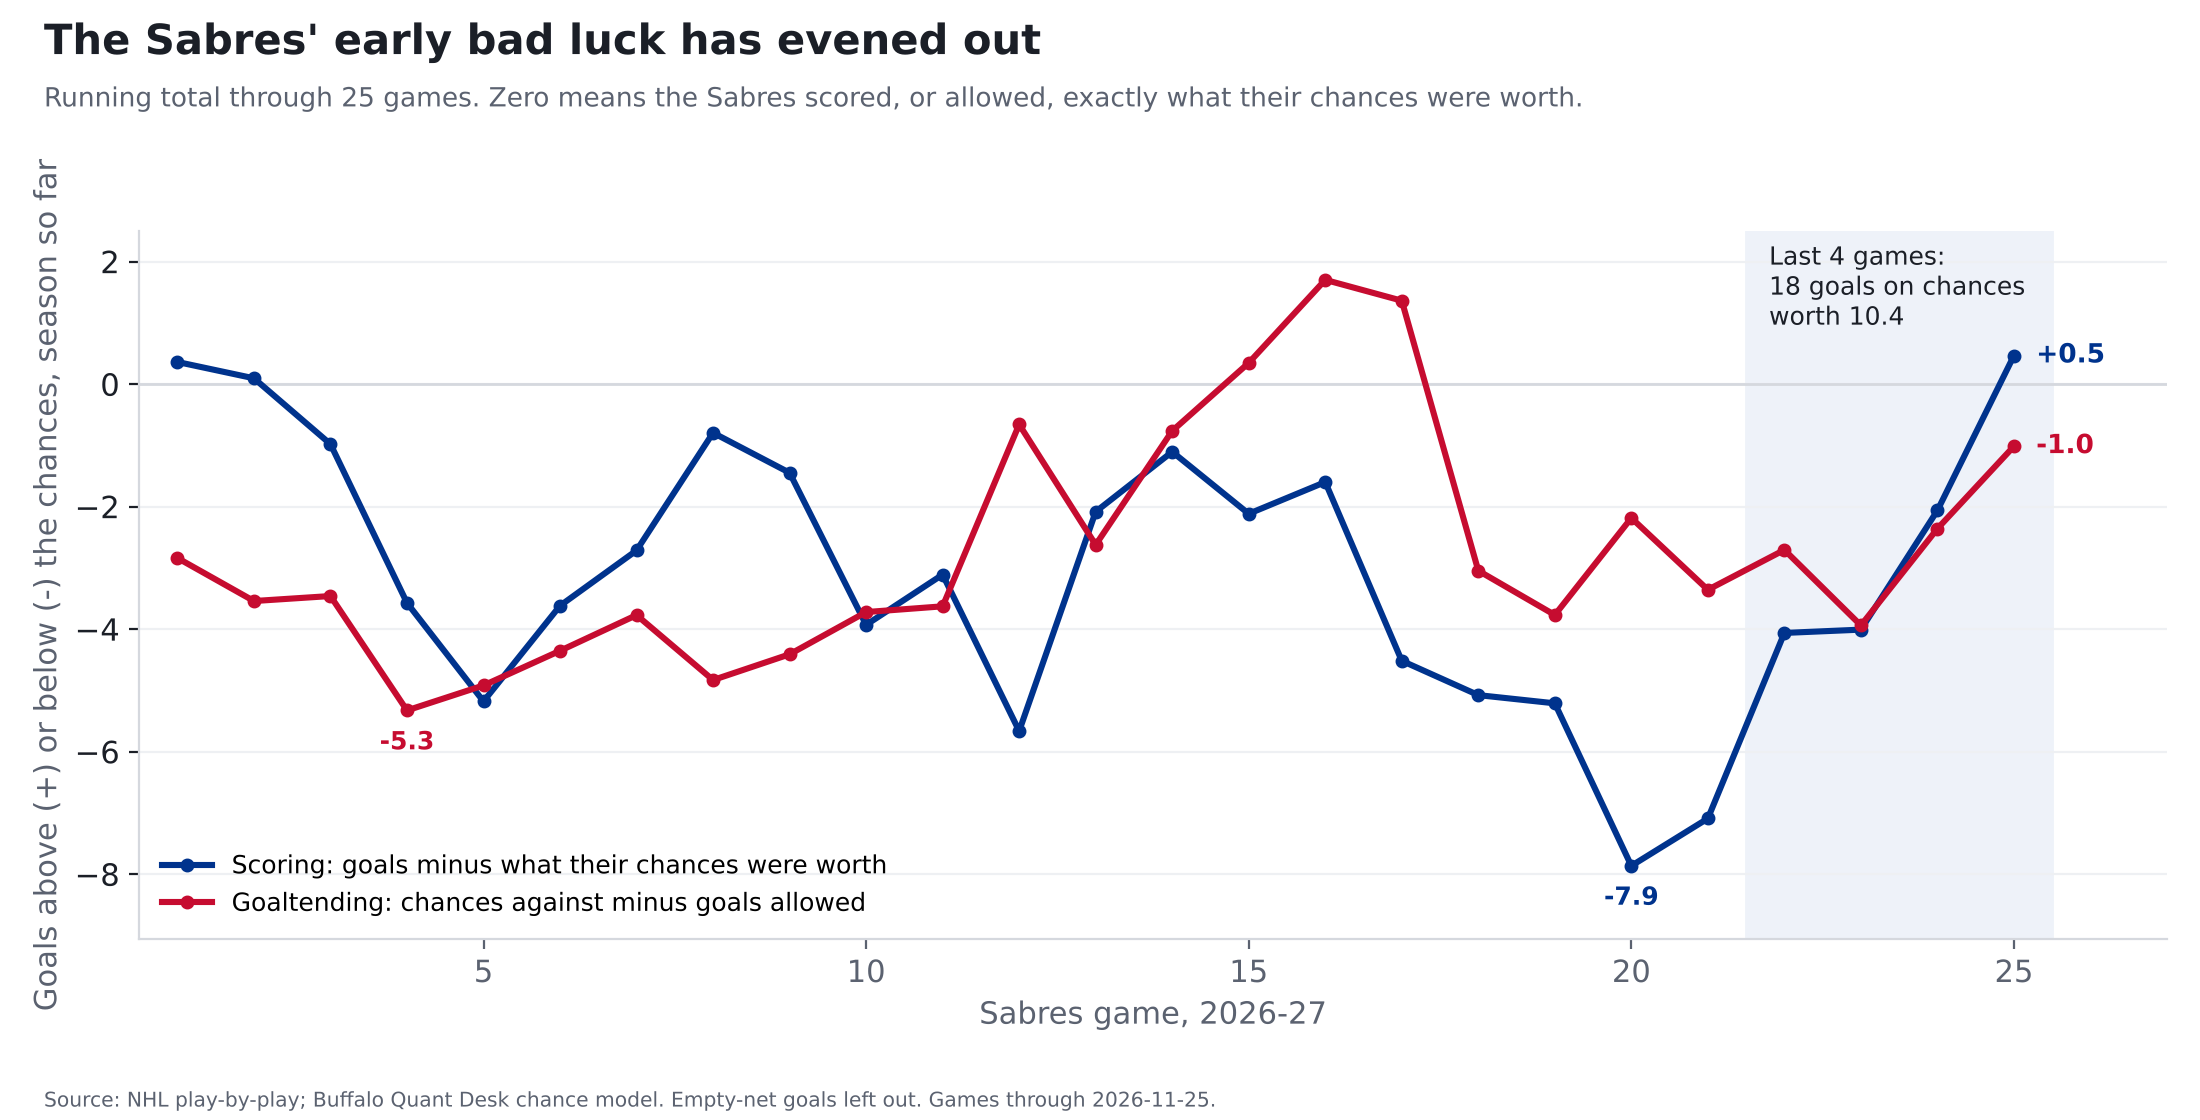 The Sabres' early bad luck has evened out
Running total through 25 games. Zero means the Sabres scored, or allowed, exactly what their chances were worth.
Goals above (+) or below (-) the chances, season so far
2
0
−2
−4
−6
−8
Last 4 games:
18 goals on chances
worth 10.4
+0.5
-1.0
-5.3
-7.9
Scoring: goals minus what their chances were worth
Goaltending: chances against minus goals allowed
5
10
15
20
25
Sabres game, 2026-27
Source: NHL play-by-play; Buffalo Quant Desk chance model. Empty-net goals left out. Games through 2026-11-25.